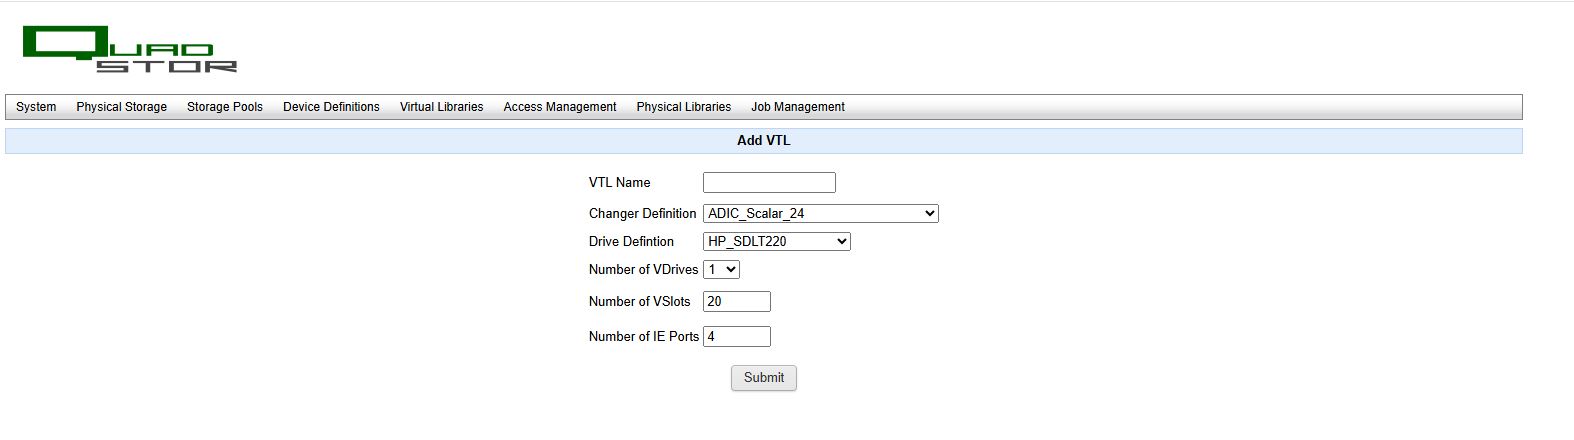 QUAD
STOR
System Physical Storage Storage Pools Device Definitions Virtual Libraries Access Management Physical Libraries Job Management
Add VTL
VTL Name
Changer Definition ADIC_Scalar_24
Drive Defintion HP_SDLT220
Number of VDrives 1
Number of VSlots 20
Number of IE Ports 4
Submit